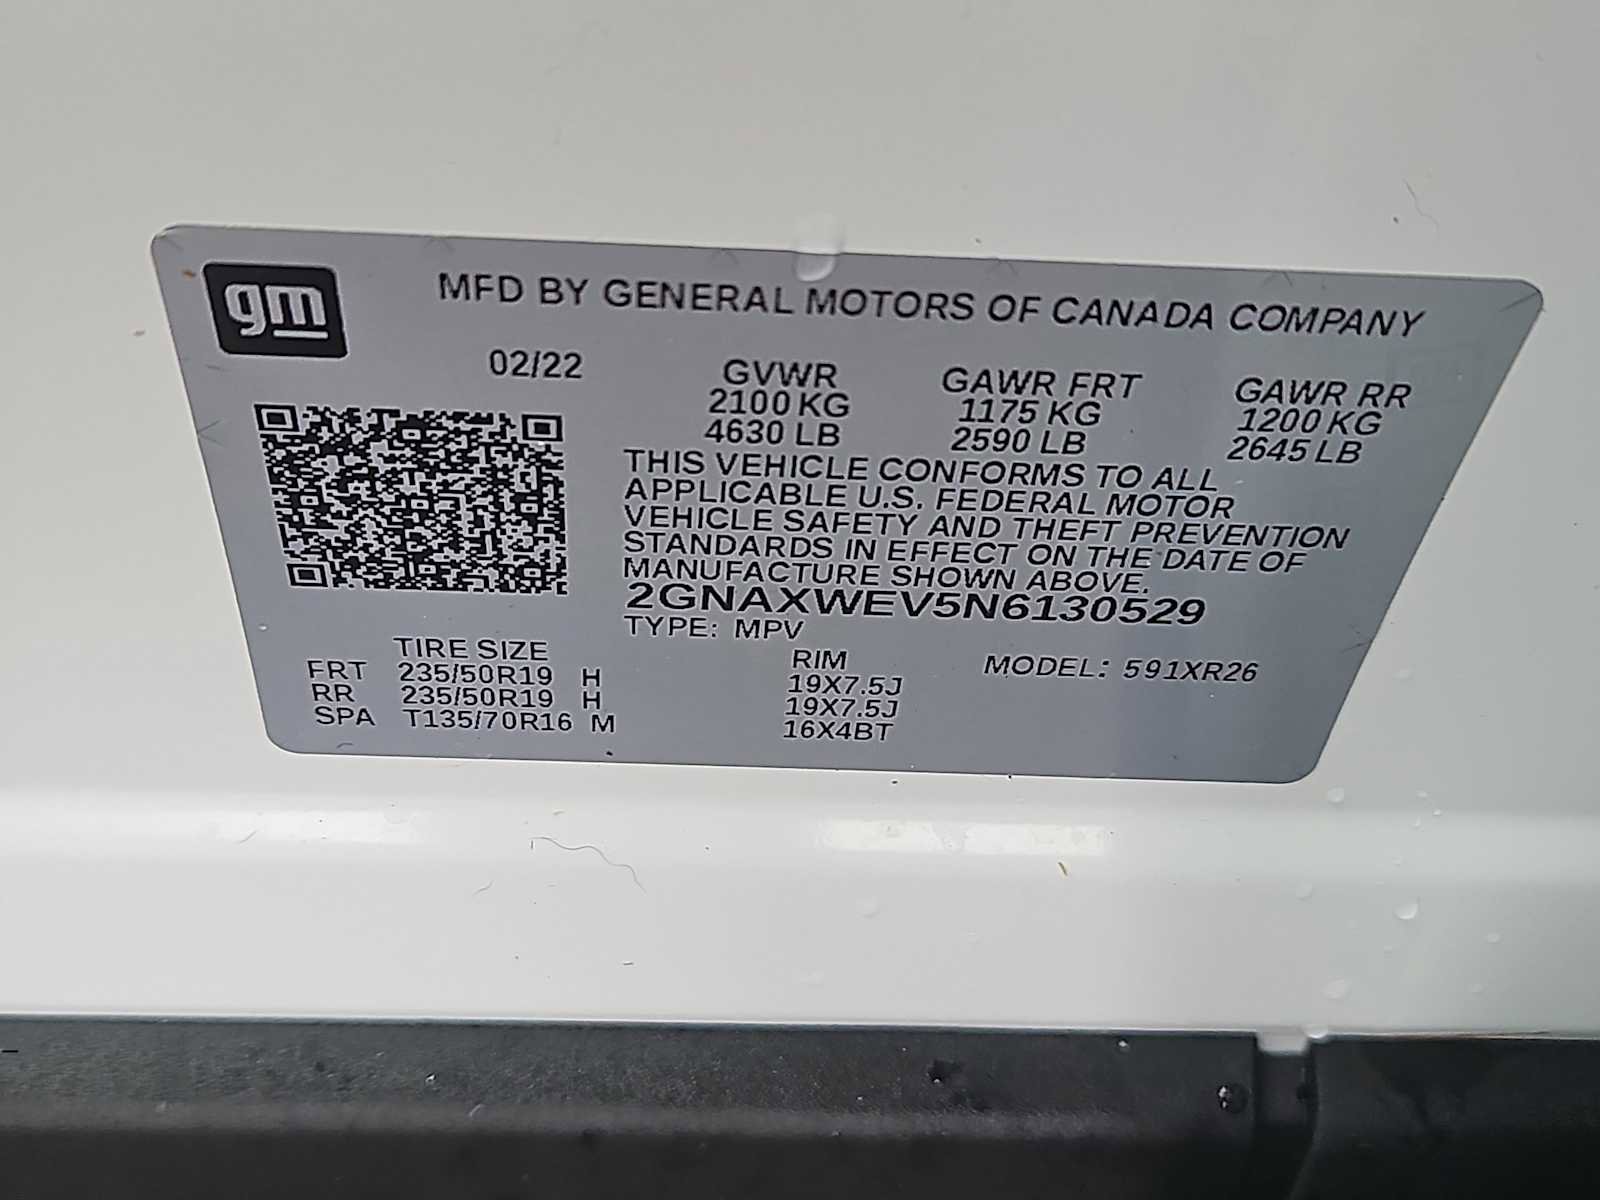 gm
MFD BY GENERAL MOTORS OF CANADA COMPANY
02/22
GVWR
2100 KG
4630 LB
GAWR FRT
1175 KG
2590 LB
GAWR RR
1200 KG
2645 LB
THIS VEHICLE CONFORMS TO ALL
APPLICABLE U.S. FEDERAL MOTOR
VEHICLE SAFETY AND THEFT PREVENTION
STANDARDS IN EFFECT ON THE DATE OF
MANUFACTURE SHOWN ABOVE.
2GNAXWEV5N6130529
TYPE: MPV
MODEL: 591XR26
TIRE SIZE RIM
FRT 235/50R19 H 19X7.5J
RR 235/50R19 H 19X7.5J
SPA T135/70R16 M 16X4BT